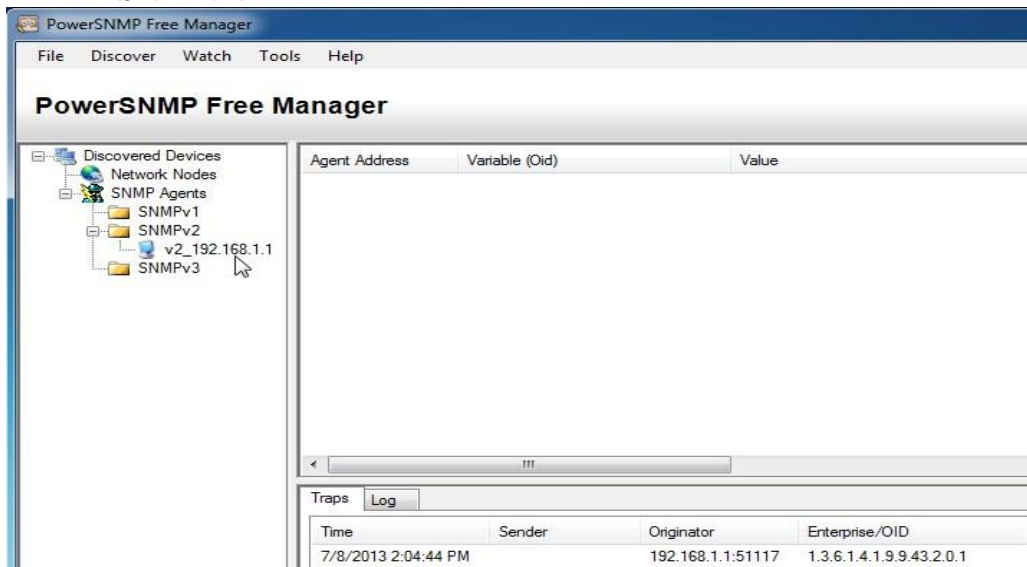 PowerSNMP Free Manager
File Discover Watch Tools Help
PowerSNMP Free Manager
Discovered Devices
Network Nodes
SNMP Agents
SNMPv1
SNMPv2
v2_192.168.1.1
SNMPv3
Agent Address Variable (Oid) Value
Traps Log
Time Sender Originator Enterprise/OID
7/8/2013 2:04:44 PM 192.168.1.1:51117 1.3.6.1.4.1.9.9.43.2.0.1